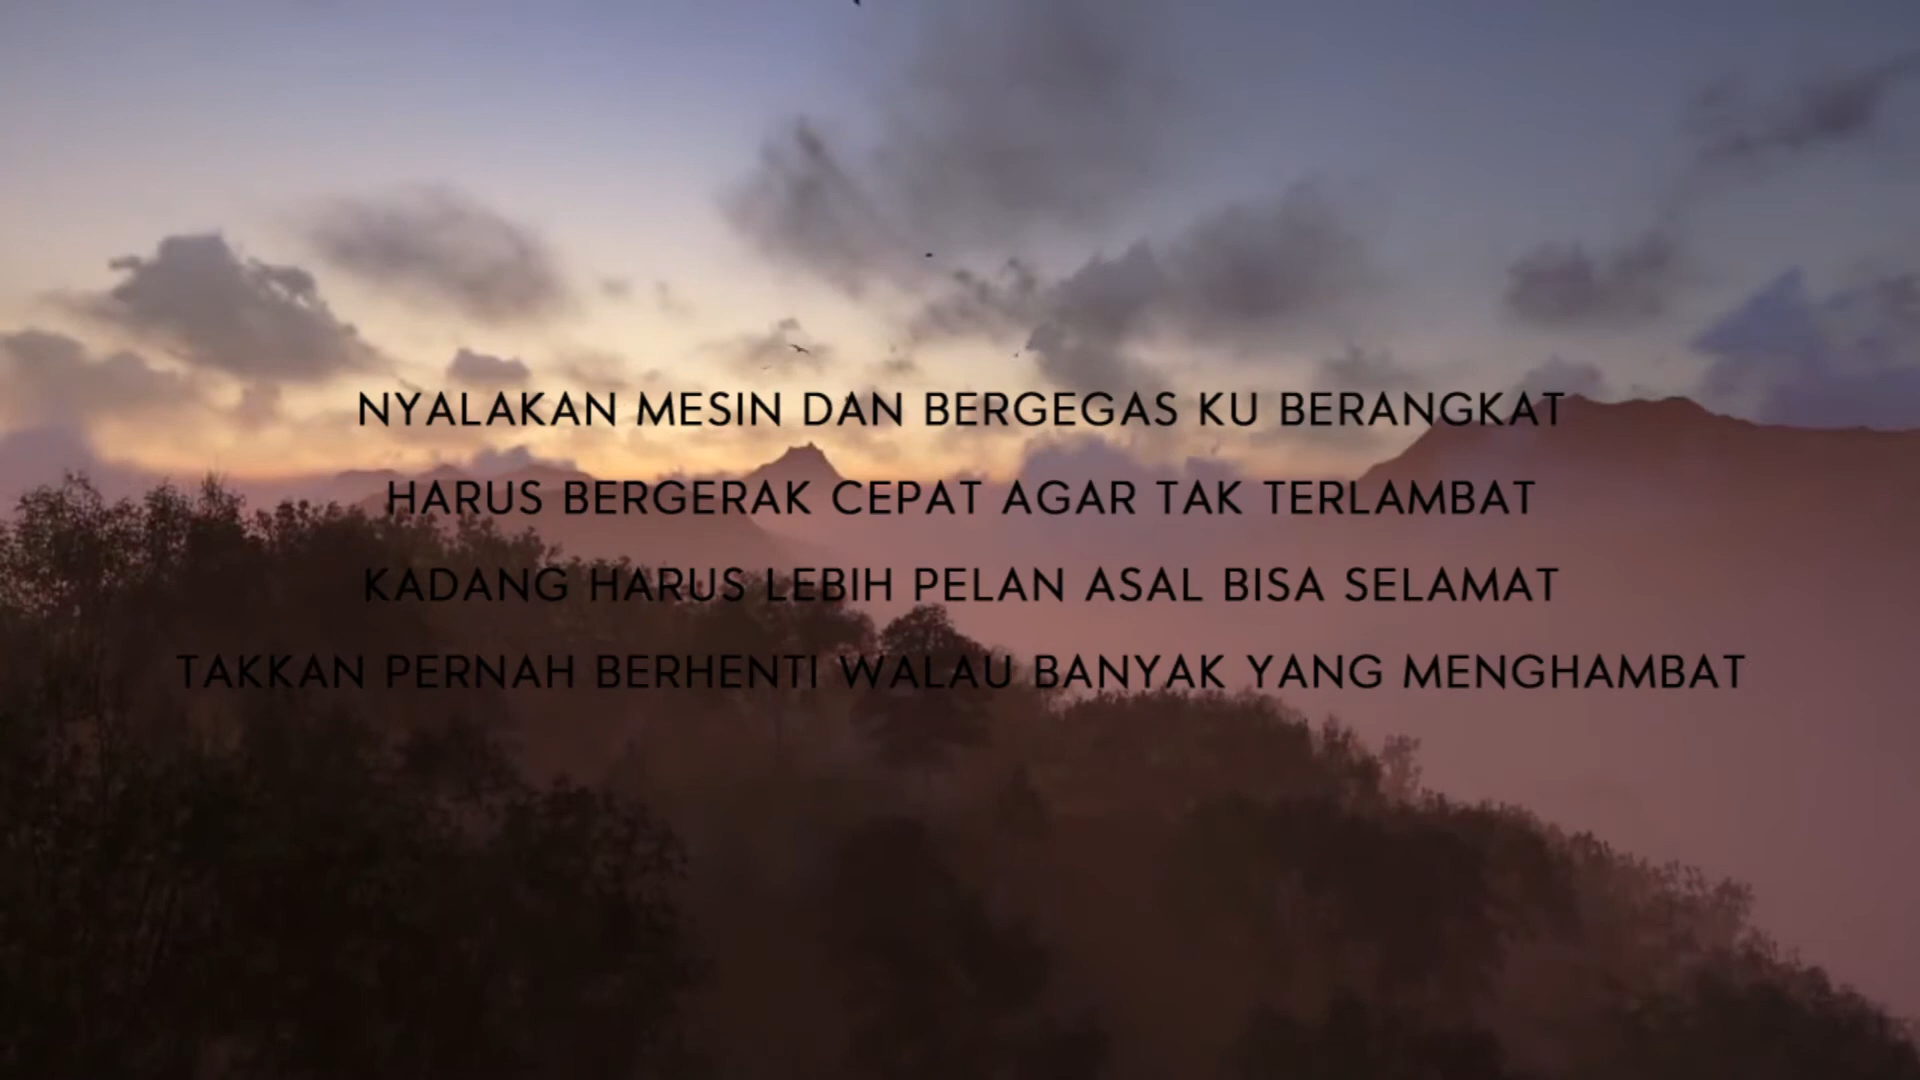 NYALAKAN MESIN DAN BERGEGAS KU BERANGKAT
HARUS BERGERAK CEPAT AGAR TAK TERLAMBAT
KADANG HARUS LEBIH PELAN ASAL BISA SELAMAT
TAKKAN PERNAH BERHENTI WALAU BANYAK YANG MENGHAMBAT